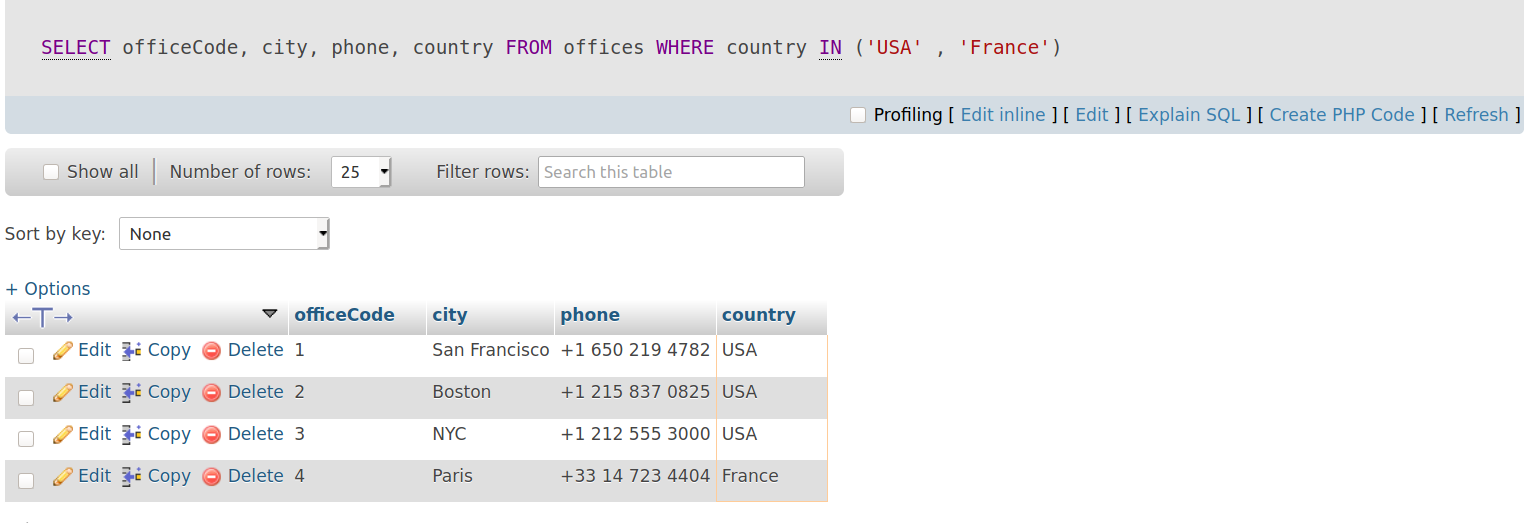 SELECT officeCode, city, phone, country FROM offices WHERE country IN ('USA' , 'France')
Profiling [ Edit inline ] [ Edit ] [ Explain SQL ] [ Create PHP Code ] [ Refresh ]
Show all Number of rows: 25 Filter rows: Search this table
Sort by key: None
+ Options
←T→ officeCode city phone country
Edit Copy Delete 1 San Francisco +1 650 219 4782 USA
Edit Copy Delete 2 Boston +1 215 837 0825 USA
Edit Copy Delete 3 NYC +1 212 555 3000 USA
Edit Copy Delete 4 Paris +33 14 723 4404 France